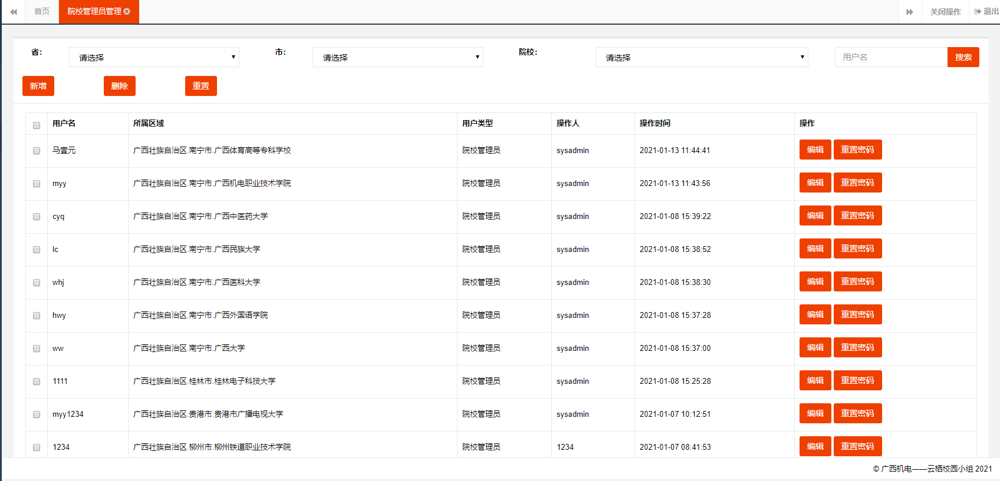 首页 院校管理员管理 关闭操作 退出
省： 请选择 市： 请选择 院校： 请选择 用户名 搜索
新增 删除 重置
用户名 所属区域 用户类型 操作人 操作时间 操作
马壹元 广西壮族自治区.南宁市.广西体育高等专科学校 院校管理员 sysadmin 2021-01-13 11:44:41 编辑 重置密码
myy 广西壮族自治区.南宁市.广西机电职业技术学院 院校管理员 sysadmin 2021-01-13 11:43:56 编辑 重置密码
cyq 广西壮族自治区.南宁市.广西中医药大学 院校管理员 sysadmin 2021-01-08 15:39:22 编辑 重置密码
lc 广西壮族自治区.南宁市.广西民族大学 院校管理员 sysadmin 2021-01-08 15:38:52 编辑 重置密码
whj 广西壮族自治区.南宁市.广西医科大学 院校管理员 sysadmin 2021-01-08 15:38:30 编辑 重置密码
hwy 广西壮族自治区.南宁市.广西外国语学院 院校管理员 sysadmin 2021-01-08 15:37:28 编辑 重置密码
ww 广西壮族自治区.南宁市.广西大学 院校管理员 sysadmin 2021-01-08 15:37:00 编辑 重置密码
1111 广西壮族自治区.桂林市.桂林电子科技大学 院校管理员 sysadmin 2021-01-08 15:25:28 编辑 重置密码
myy1234 广西壮族自治区.贵港市.贵港市广播电视大学 院校管理员 sysadmin 2021-01-07 10:12:51 编辑 重置密码
1234 广西壮族自治区.柳州市.柳州铁道职业技术学院 院校管理员 1234 2021-01-07 08:41:53 编辑 重置密码
© 广西机电——云栖校园小组 2021